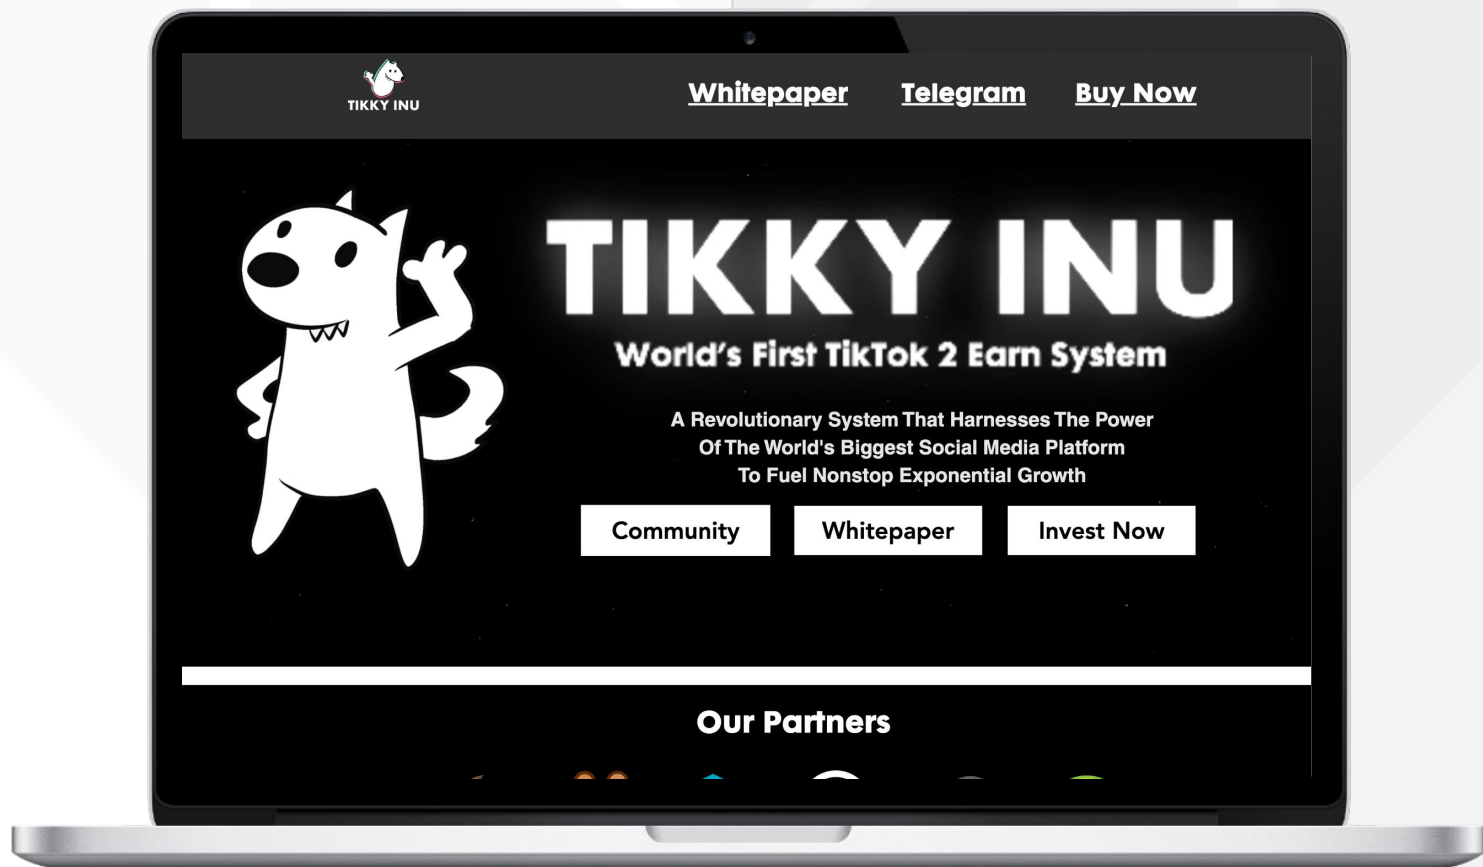 TIKKY INU
Whitepaper
Telegram
Buy Now
TIKKY INU
World's First TikTok 2 Earn System
A Revolutionary System That Harnesses The Power
Of The World's Biggest Social Media Platform
To Fuel Nonstop Exponential Growth
Community
Whitepaper
Invest Now
Our Partners